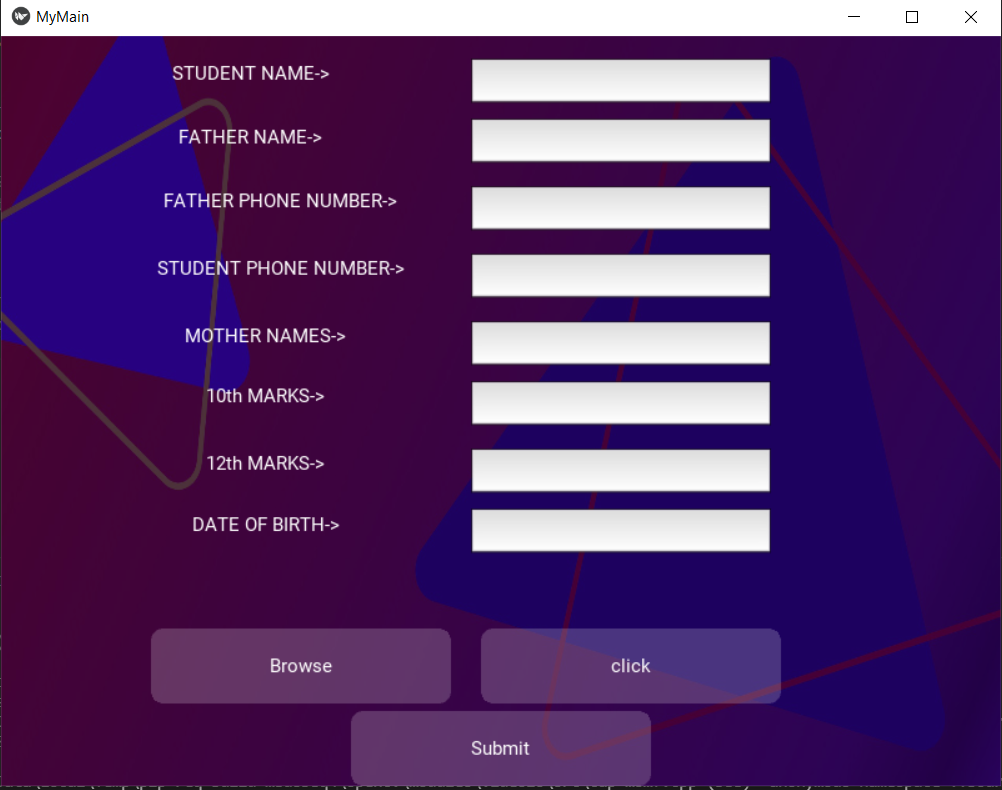 MyMain
STUDENT NAME->
FATHER NAME->
FATHER PHONE NUMBER->
STUDENT PHONE NUMBER->
MOTHER NAMES->
10th MARKS->
12th MARKS->
DATE OF BIRTH->
Browse
click
Submit